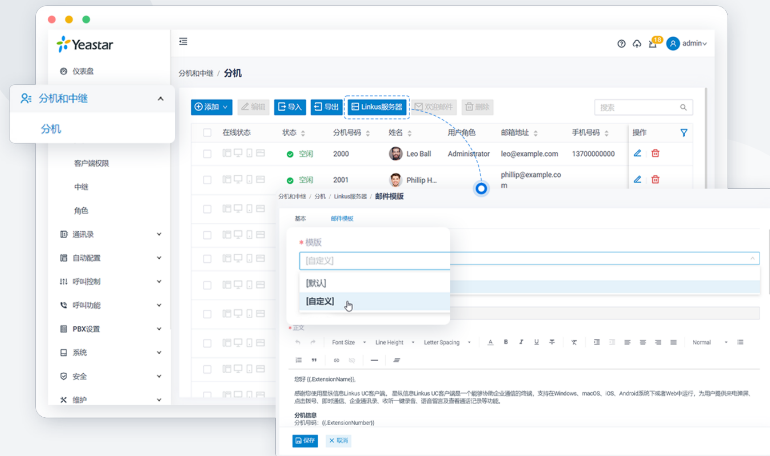 Yeastar
18
admin
仪表盘
分机和中继
分机
客户端权限
中继
角色
通讯录
自动配置
呼叫控制
呼叫功能
PBX设置
系统
安全
维护
分机和中继 / 分机
添加
编辑
导入
导出
Linkus服务器
欢迎邮件
删除
搜索
在线状态 状态 分机号码 姓名 用户角色 邮箱地址 手机号码 操作
空闲 2000 Leo Ball Administrator leo@example.com 13700000000
空闲 2001 Phillip H... phillip@example.co
m
分机和中继 / 分机 / Linkus服务器 / 邮件模版
基本 邮件模板
* 模版
[自定义]
[默认]
[自定义]
* 正文
Font Size Line Height Letter Spacing A B I U Normal
您好 {{.ExtensionName}},
感谢您使用星纵信息Linkus UC客户端。 星纵信息Linkus UC客户端是一个能够协助企业通信的终端，支持在Windows、macOS、iOS、Android系统下或者Web中运行，为用户提供来电弹屏、
点击拨号、即时通信、企业通讯录、收听一键录音、语音留言及查看通话记录等功能。
分机信息
分机号码: {{.ExtensionNumber}}
保存
取消